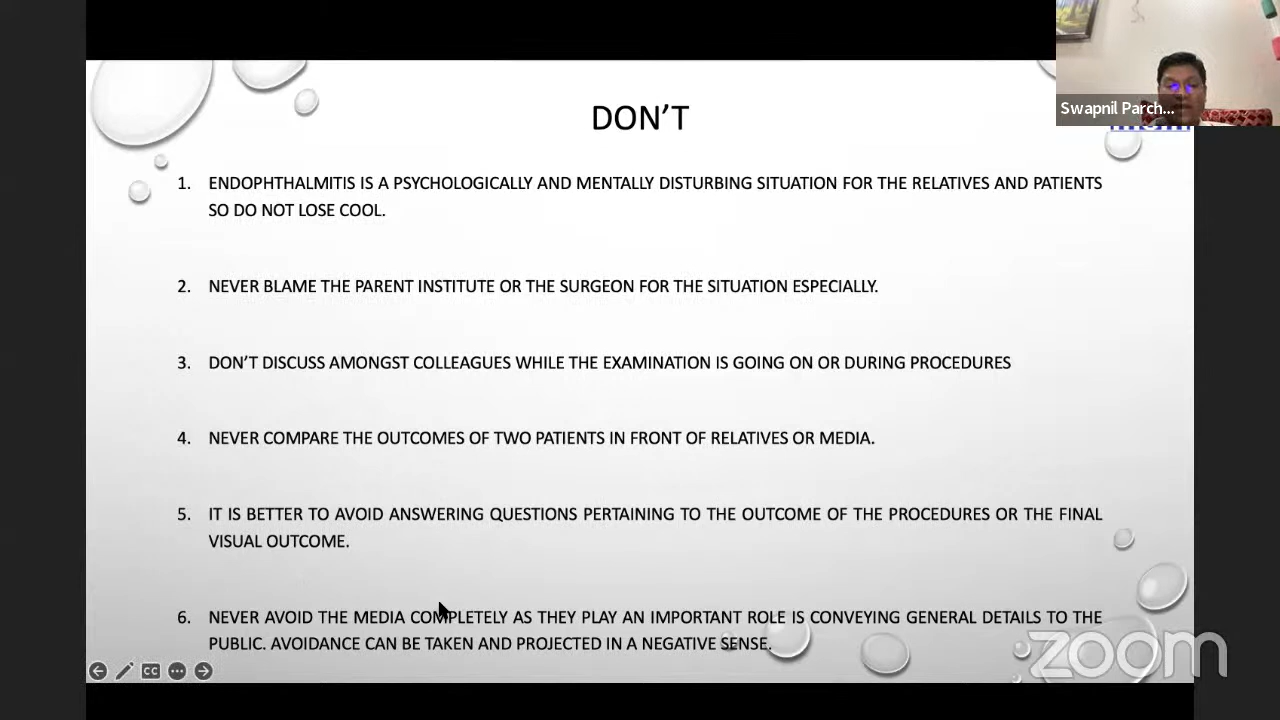 Swapnil Parch...
DON'T
1. ENDOPHTHALMITIS IS A PSYCHOLOGICALLY AND MENTALLY DISTURBING SITUATION FOR THE RELATIVES AND PATIENTS
SO DO NOT LOSE COOL.
2. NEVER BLAME THE PARENT INSTITUTE OR THE SURGEON FOR THE SITUATION ESPECIALLY.
3. DON'T DISCUSS AMONGST COLLEAGUES WHILE THE EXAMINATION IS GOING ON OR DURING PROCEDURES
4. NEVER COMPARE THE OUTCOMES OF TWO PATIENTS IN FRONT OF RELATIVES OR MEDIA.
5. IT IS BETTER TO AVOID ANSWERING QUESTIONS PERTAINING TO THE OUTCOME OF THE PROCEDURES OR THE FINAL
VISUAL OUTCOME.
6. NEVER AVOID THE MEDIA COMPLETELY AS THEY PLAY AN IMPORTANT ROLE IS CONVEYING GENERAL DETAILS TO THE
PUBLIC. AVOIDANCE CAN BE TAKEN AND PROJECTED IN A NEGATIVE SENSE.
CC
zoom